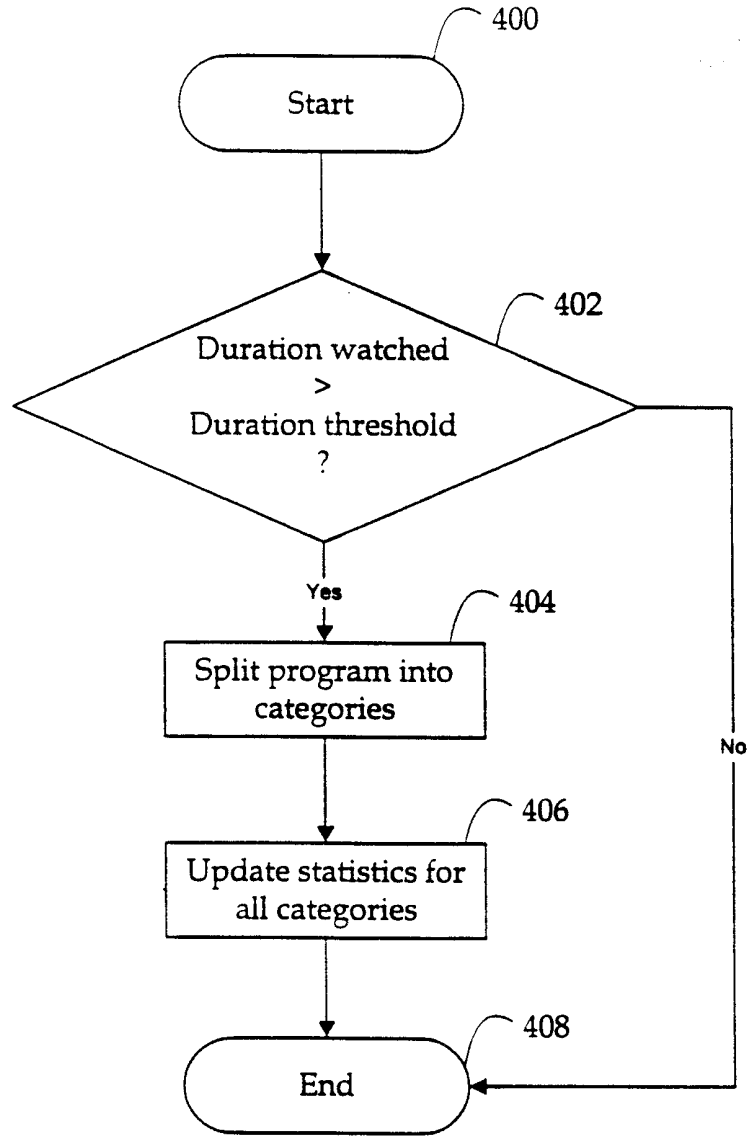 400
Start
402
Duration watched
>
Duration threshold
?
Yes
404
Split program into
categories
No
406
Update statistics for
all categories
408
End